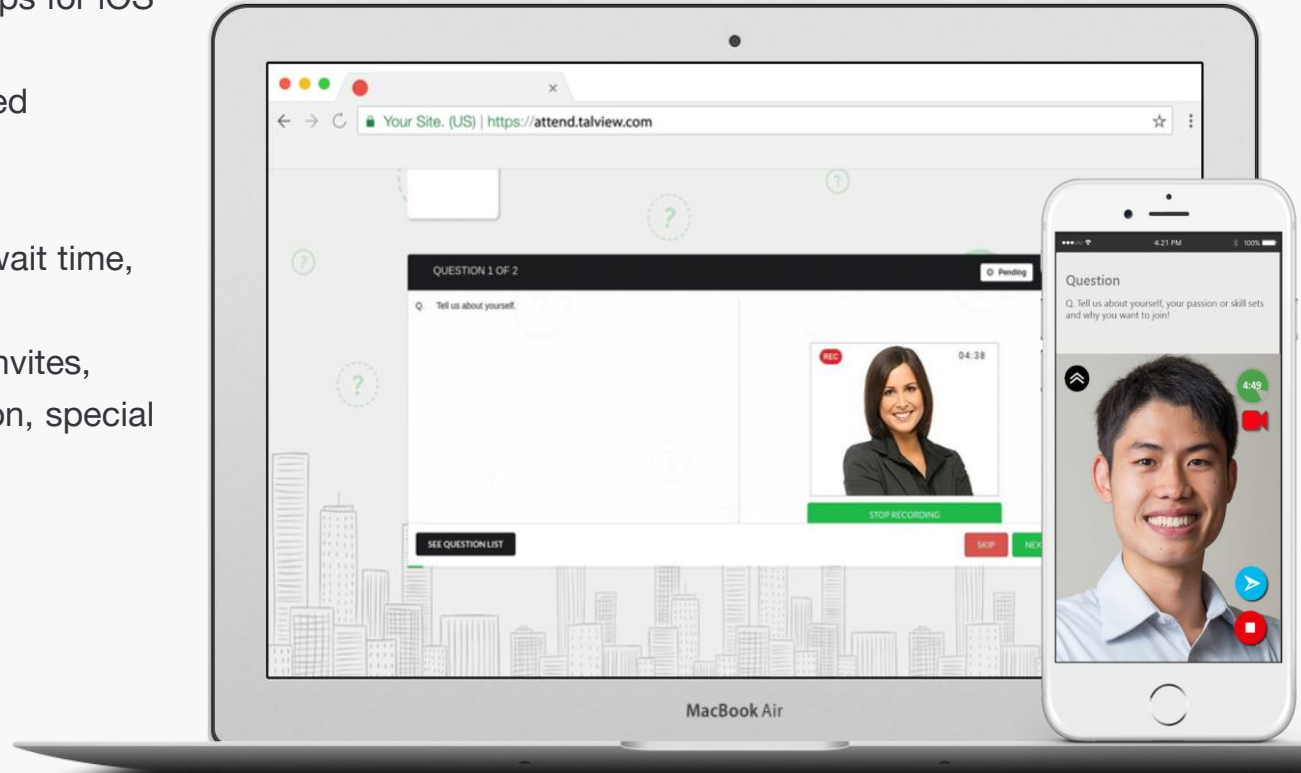 ps for iOS
ed
wait time,
nvites,
on, special
Your Site. (US) | https://attend.talview.com
QUESTION 1 OF 2
Pending
Q. Tell us about yourself.
REC
04:38
STOP RECORDING
SEE QUESTION LIST
SKIP
NEX
MacBook Air
4:21 PM
100%
Question
Q. Tell us about yourself, your passion or skill sets
and why you want to join!
4:49